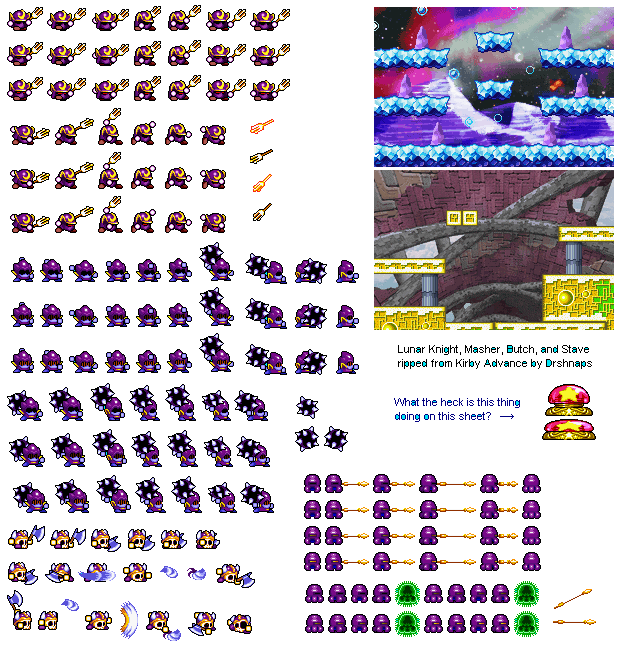 Lunar Knight, Masher, Butch, and Stave
ripped from Kirby Advance by Drshnaps
What the heck is this thing
doing on this sheet? →